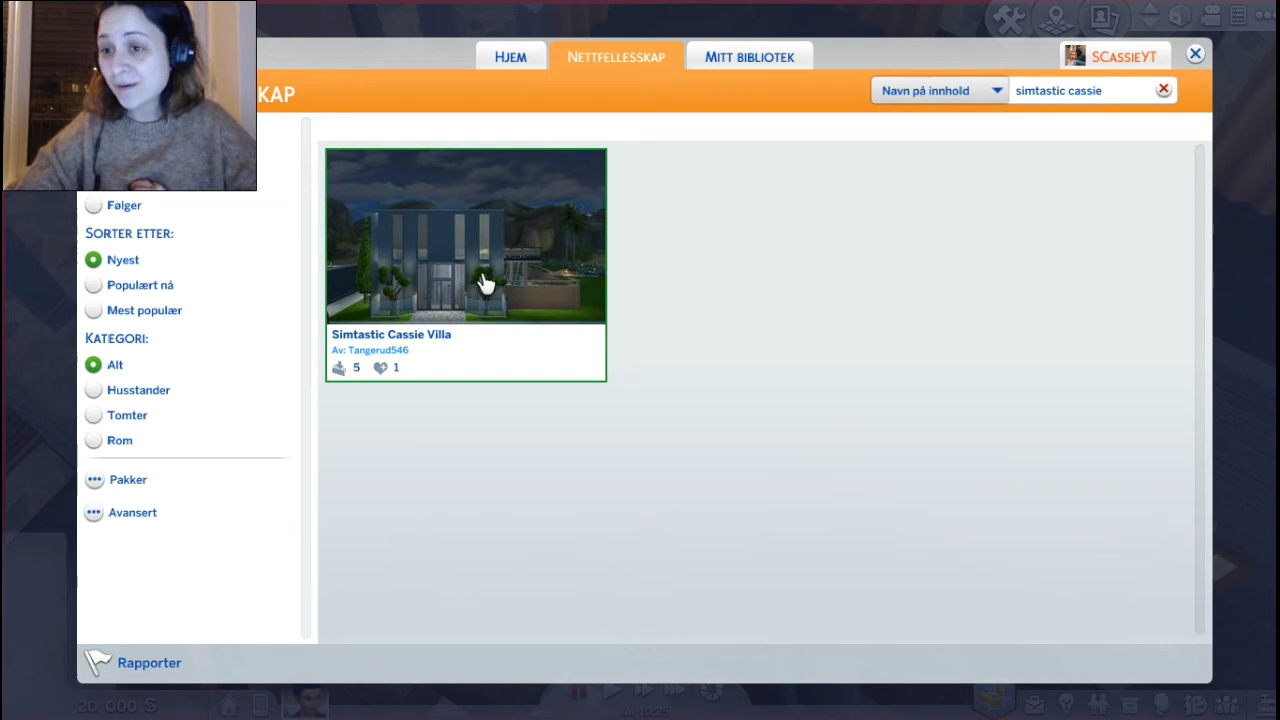 HJEM
NETTFELLESSKAP
MITT BIBLIOTEK
SCASSIEYT
KAP
Navn på innhold
simtastic cassie
Følger
SORTER ETTER:
Nyest
Populært nå
Mest populær
KATEGORI:
Alt
Husstander
Tomter
Rom
Pakker
Avansert
Simtastic Cassie Villa
Av: Tangerud546
5
1
Rapporter
20 000 S